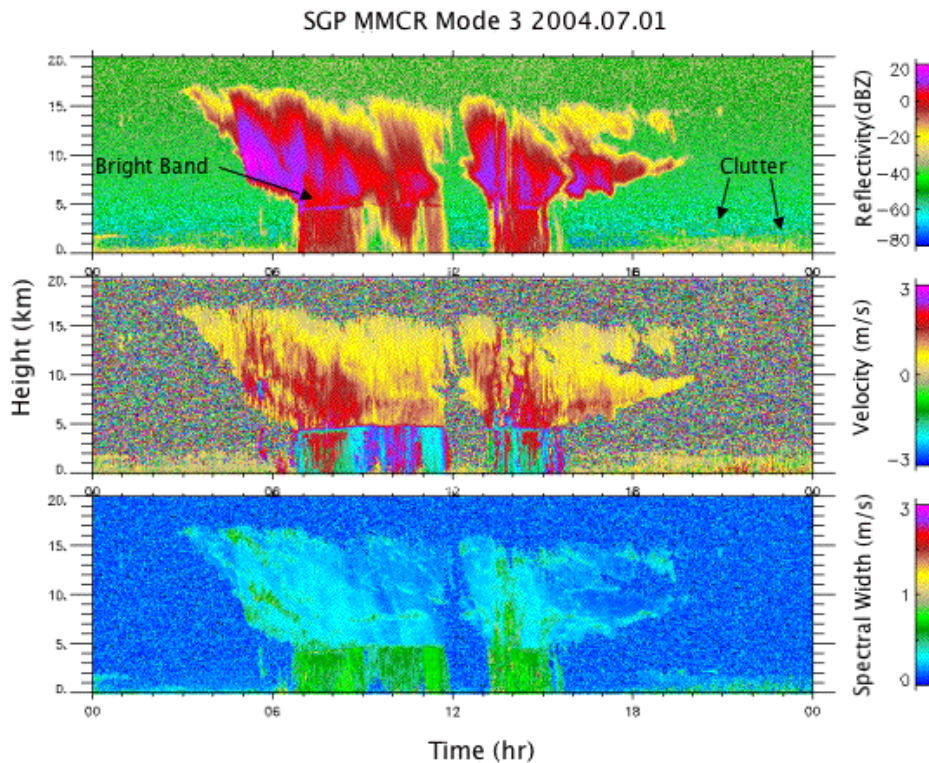 SGP MMCR Mode 3 2004.07.01
20.
15.
10.
5.
0.
Bright Band
Clutter
00 06 12 18 00
20
0
−20
−40
−60
−80
Reflectivity(dBZ)
20.
15.
10.
5.
0.
00 06 12 18 00
3
0
−3
Velocity (m/s)
Height (km)
20.
15.
10.
5.
0.
00 06 12 18 00
3
1
0
Spectral Width (m/s)
Time (hr)